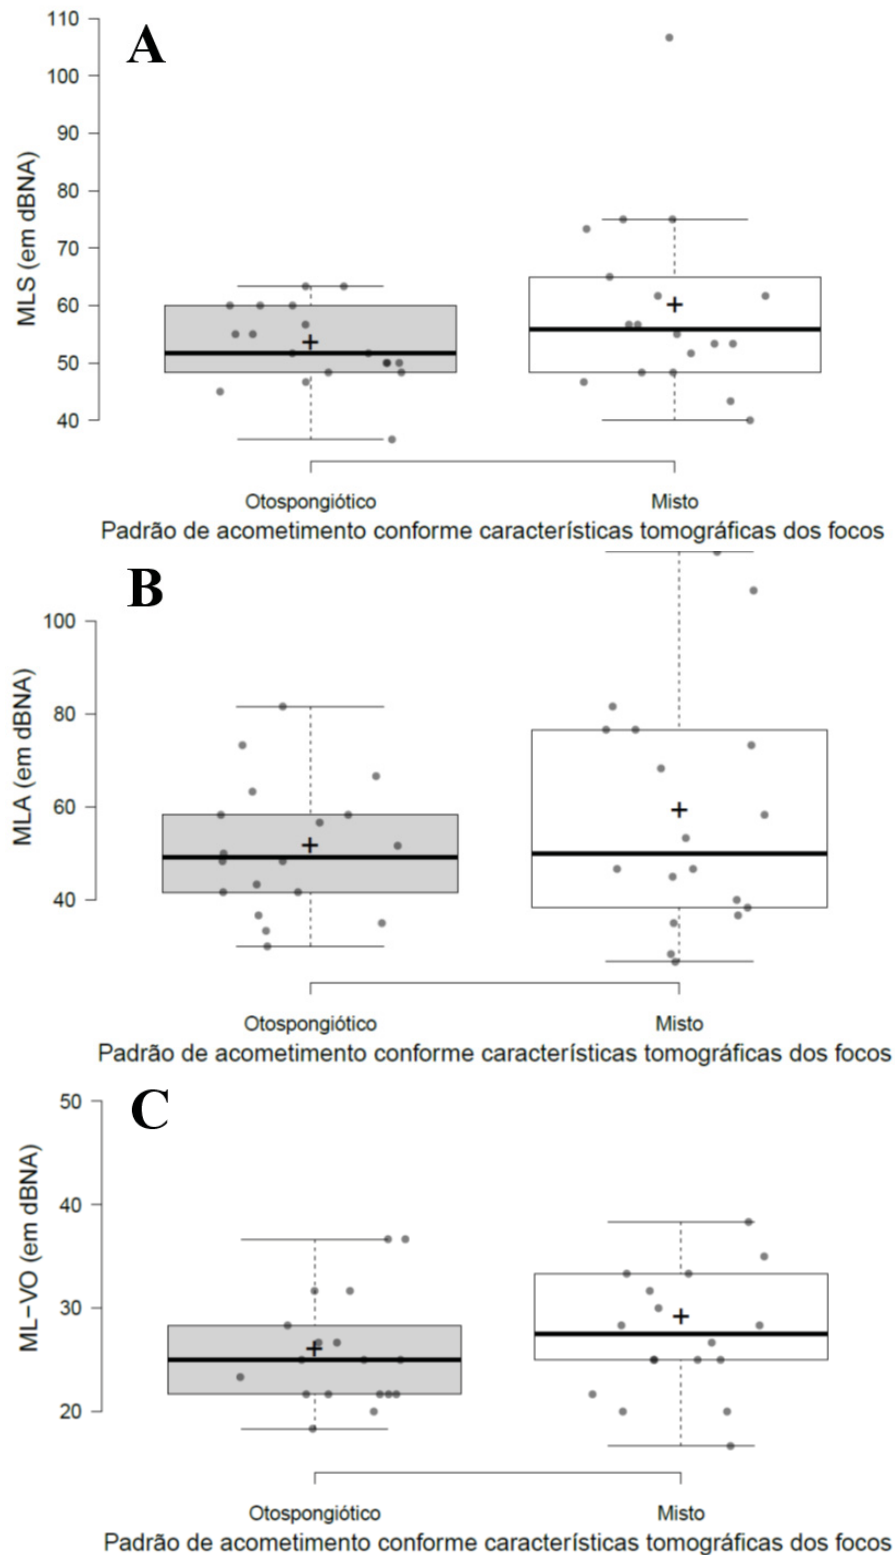 A
110
100
90
80
70
60
50
40
MLS (em dBNA)
Otospongiótico Misto
Padrão de acometimento conforme características tomográficas dos focos
B
100
80
60
40
MLA (em dBNA)
Otospongiótico Misto
Padrão de acometimento conforme características tomográficas dos focos
C
50
40
30
20
ML-VO (em dBNA)
Otospongiótico Misto
Padrão de acometimento conforme características tomográficas dos focos